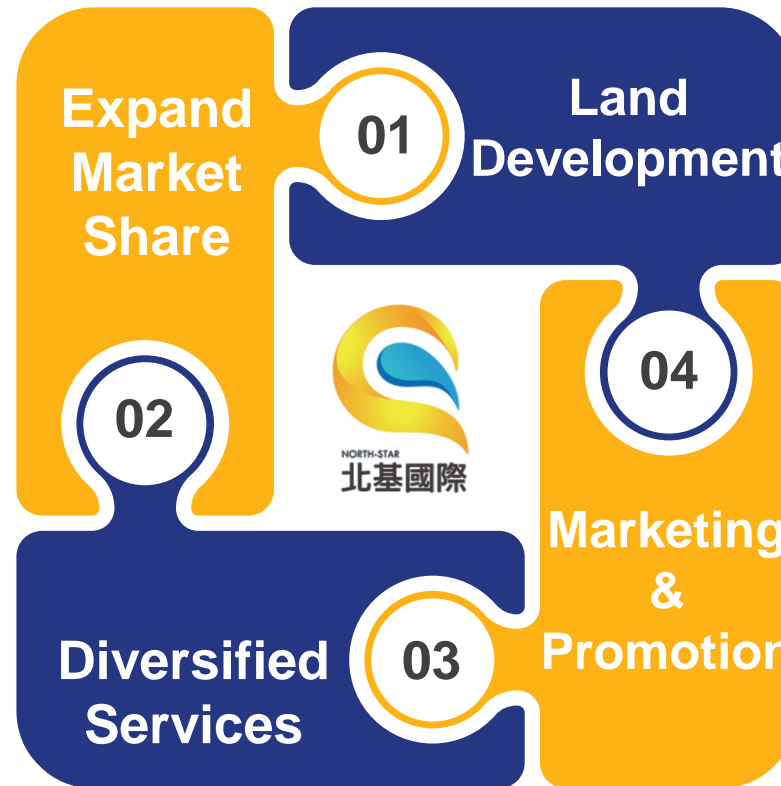 Expand
Market
Share
01
Land
Development
02
NORTH-STAR
北基國際
04
Diversified
Services
03
Marketing
&
Promotion